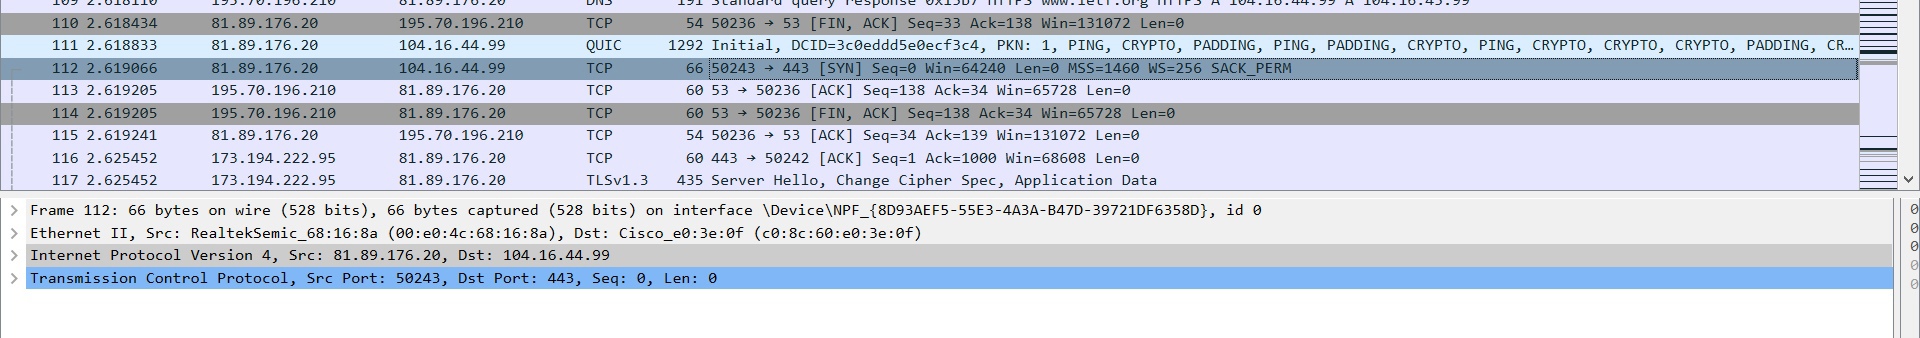 109 2.618110 195.70.196.210 81.89.176.20 DNS 191 Standard query response HTTPS www.ietf.org HTTPS A 104.16.44.99 A 104.16.45.99
110 2.618434 81.89.176.20 195.70.196.210 TCP 54 50236 → 53 [FIN, ACK] Seq=33 Ack=138 Win=131072 Len=0
111 2.618833 81.89.176.20 104.16.44.99 QUIC 1292 Initial, DCID=3c0eddd5e0ecf3c4, PKN: 1, PING, CRYPTO, PADDING, PING, PADDING, CRYPTO, PING, CRYPTO, CRYPTO, CRYPTO, PADDING, CR…
112 2.619066 81.89.176.20 104.16.44.99 TCP 66 50243 → 443 [SYN] Seq=0 Win=64240 Len=0 MSS=1460 WS=256 SACK_PERM
113 2.619205 195.70.196.210 81.89.176.20 TCP 60 53 → 50236 [ACK] Seq=138 Ack=34 Win=65728 Len=0
114 2.619205 195.70.196.210 81.89.176.20 TCP 60 53 → 50236 [FIN, ACK] Seq=138 Ack=34 Win=65728 Len=0
115 2.619241 81.89.176.20 195.70.196.210 TCP 54 50236 → 53 [ACK] Seq=34 Ack=139 Win=131072 Len=0
116 2.625452 173.194.222.95 81.89.176.20 TCP 60 443 → 50242 [ACK] Seq=1 Ack=1000 Win=68608 Len=0
117 2.625452 173.194.222.95 81.89.176.20 TLSv1.3 435 Server Hello, Change Cipher Spec, Application Data
Frame 112: 66 bytes on wire (528 bits), 66 bytes captured (528 bits) on interface \Device\NPF_{8D93AEF5-55E3-4A3A-B47D-39721DF6358D}, id 0
Ethernet II, Src: RealtekSemic_68:16:8a (00:e0:4c:68:16:8a), Dst: Cisco_e0:3e:0f (c0:8c:60:e0:3e:0f)
Internet Protocol Version 4, Src: 81.89.176.20, Dst: 104.16.44.99
Transmission Control Protocol, Src Port: 50243, Dst Port: 443, Seq: 0, Len: 0
0
0
0
0
0